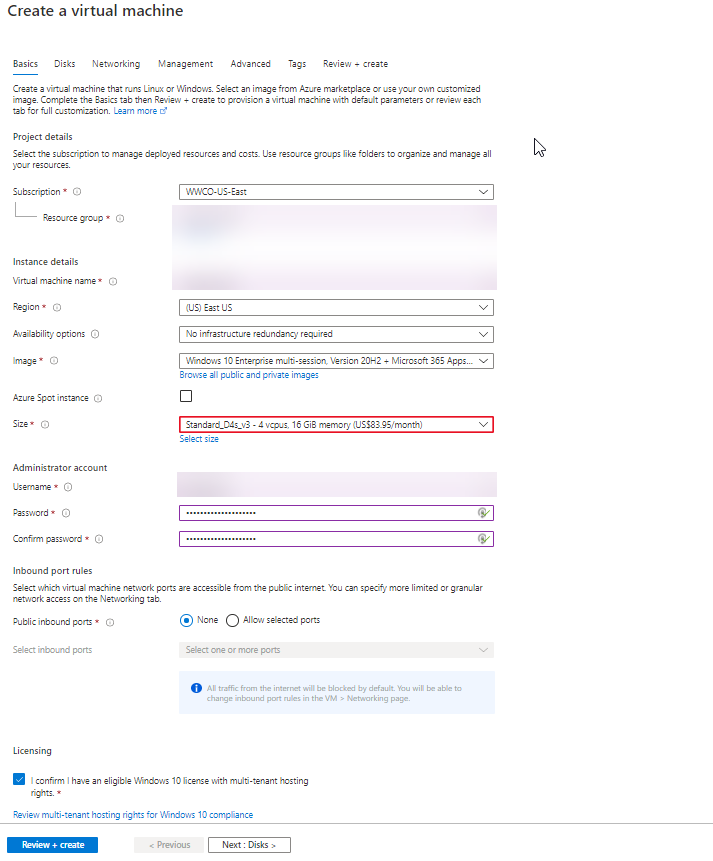 Create a virtual machine
Basics Disks Networking Management Advanced Tags Review + create
Create a virtual machine that runs Linux or Windows. Select an image from Azure marketplace or use your own customized
image. Complete the Basics tab then Review + create to provision a virtual machine with default parameters or review each
tab for full customization. Learn more
Project details
Select the subscription to manage deployed resources and costs. Use resource groups like folders to organize and manage all
your resources.
Subscription * WWCO-US-East
Resource group *
Instance details
Virtual machine name *
Region * (US) East US
Availability options No infrastructure redundancy required
Image * Windows 10 Enterprise multi-session, Version 20H2 + Microsoft 365 Apps...
Browse all public and private images
Azure Spot instance
Size * Standard_D4s_v3 - 4 vcpus, 16 GiB memory (US$83.95/month)
Select size
Administrator account
Username *
Password * ••••••••••••••••••••
Confirm password * ••••••••••••••••••••
Inbound port rules
Select which virtual machine network ports are accessible from the public internet. You can specify more limited or granular
network access on the Networking tab.
Public inbound ports * None Allow selected ports
Select inbound ports Select one or more ports
All traffic from the internet will be blocked by default. You will be able to
change inbound port rules in the VM > Networking page.
Licensing
I confirm I have an eligible Windows 10 license with multi-tenant hosting
rights. *
Review multi-tenant hosting rights for Windows 10 compliance
Review + create < Previous Next : Disks >